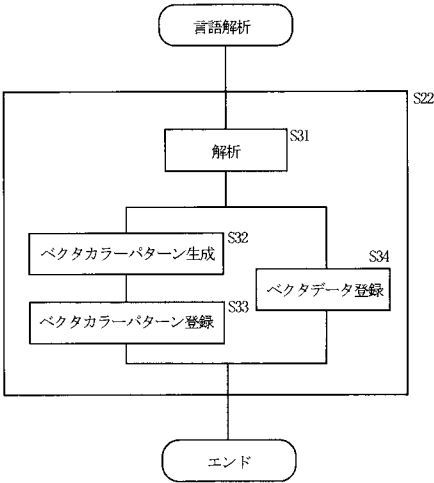 言語解析
S22
S31
解析
S32
ベクタカラーパターン生成
S34
ベクタデータ登録
S33
ベクタカラーパターン登録
エンド